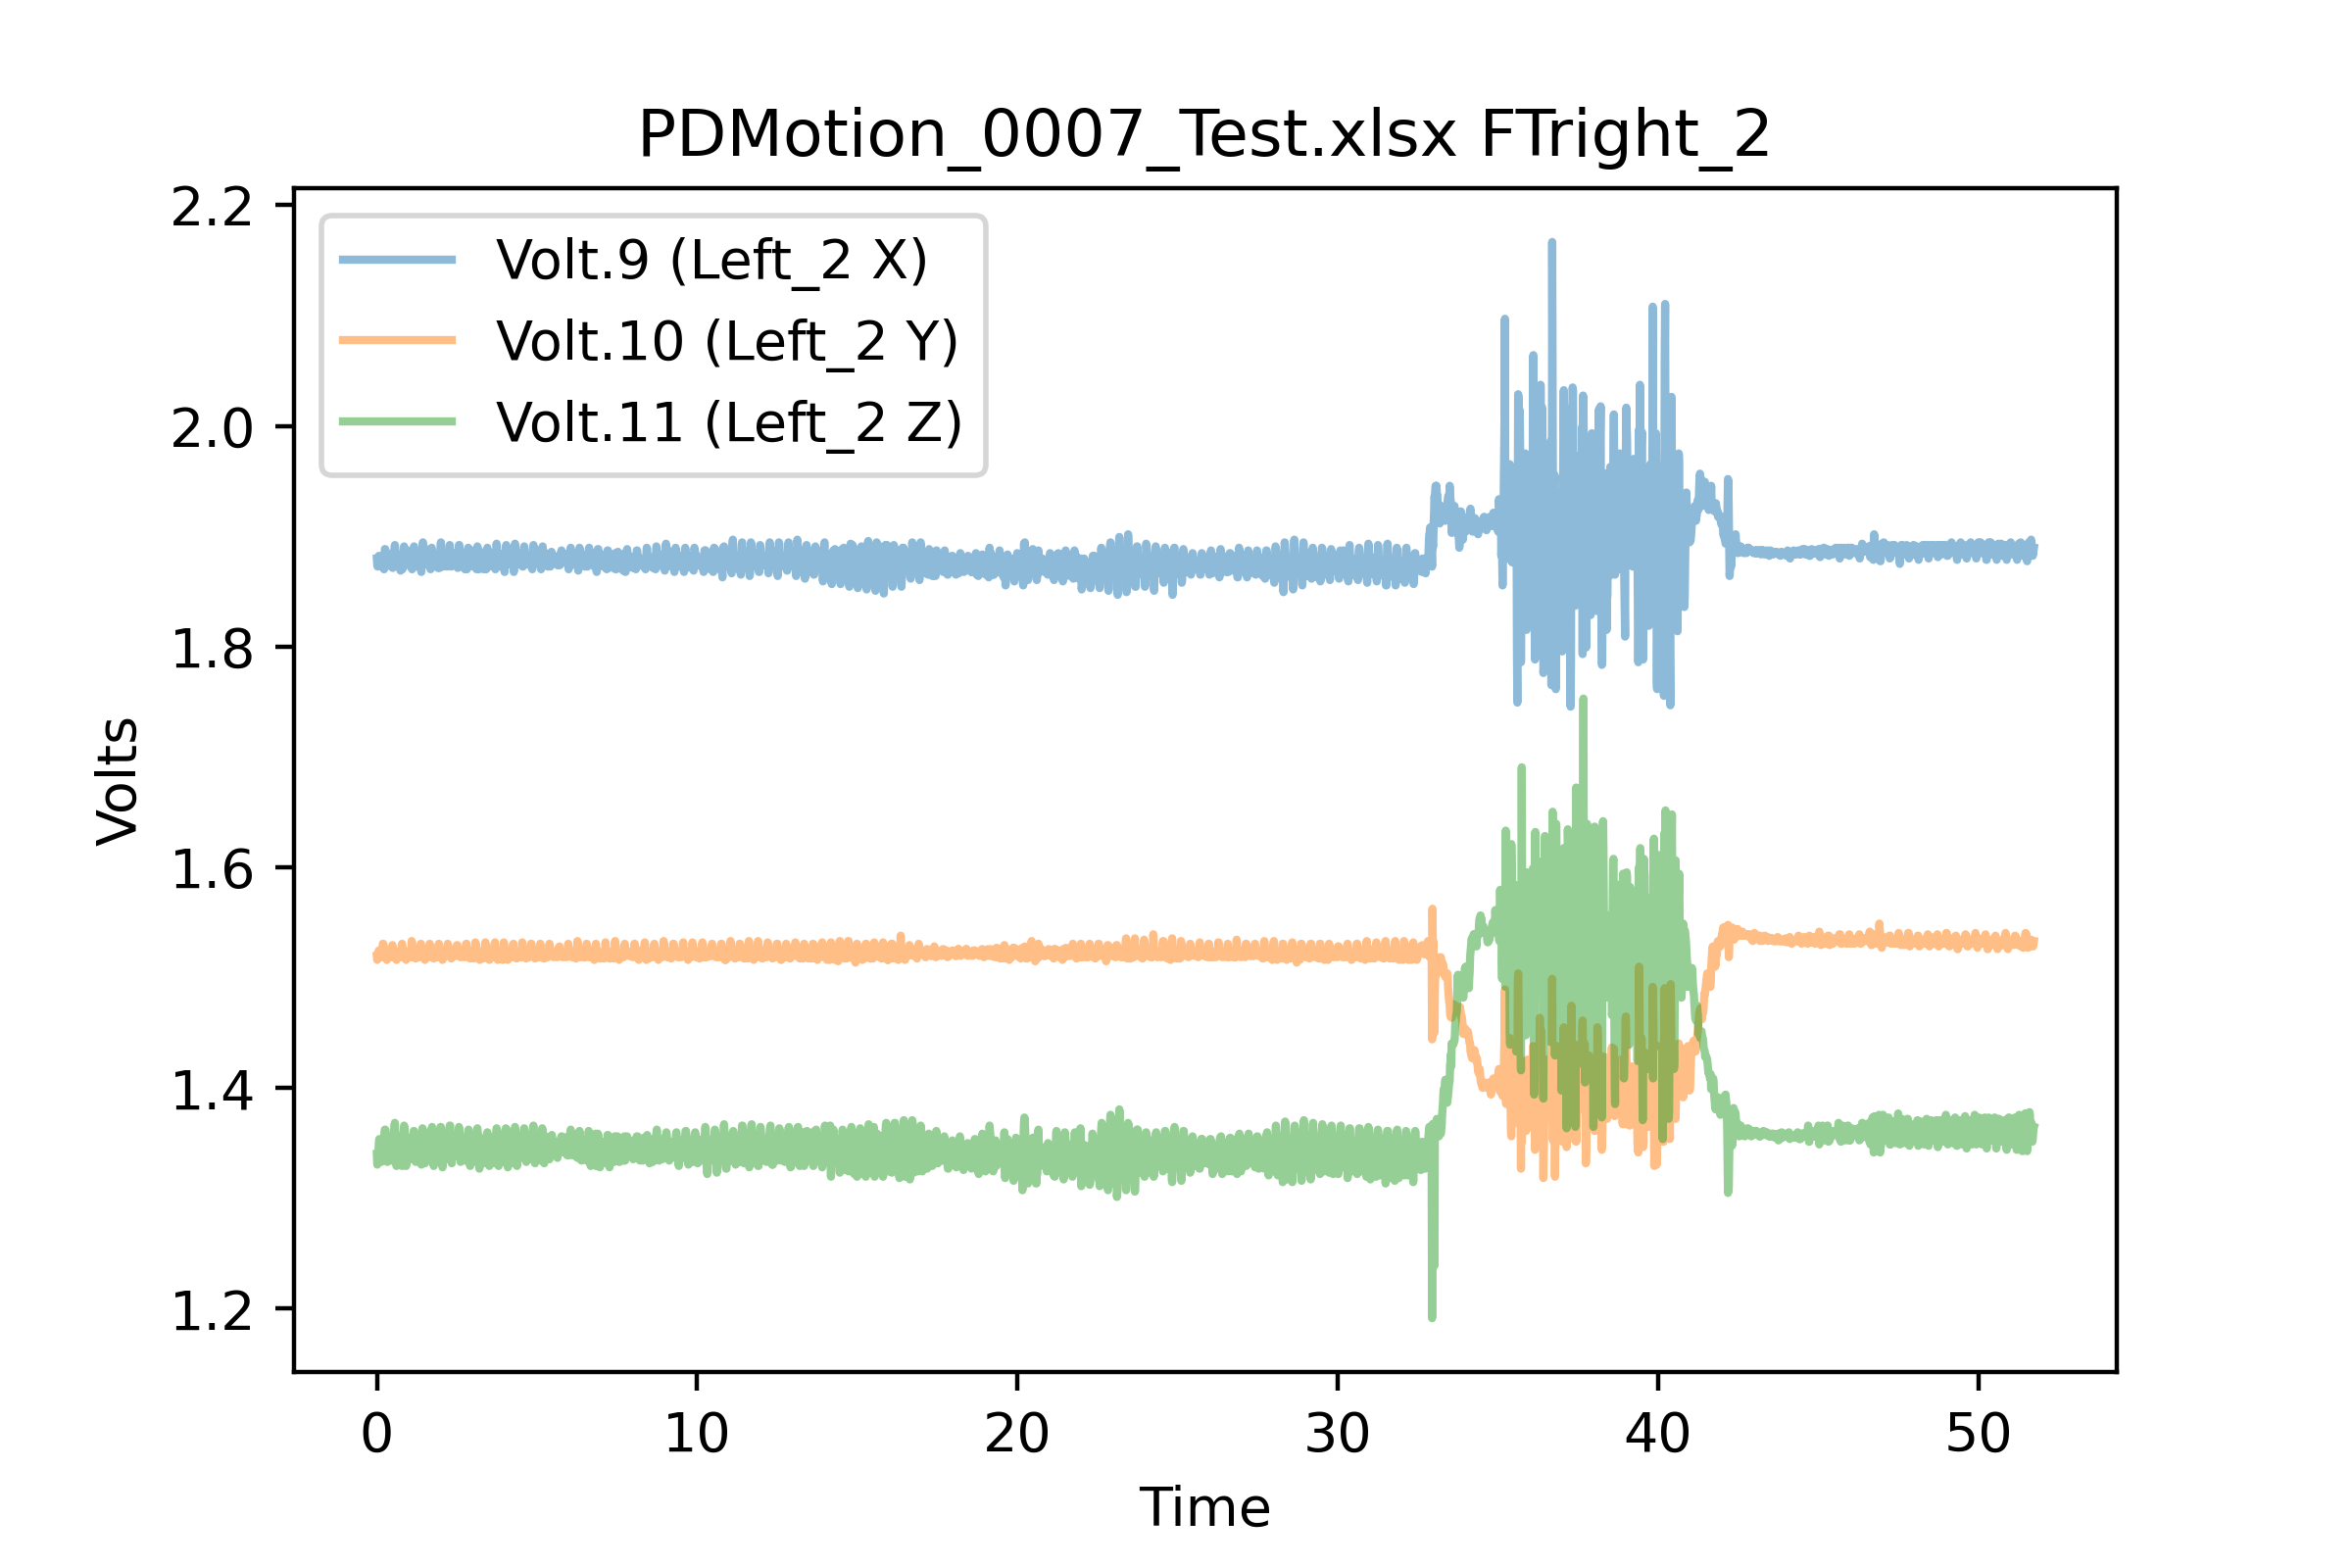 PDMotion_0007_Test.xlsx FTright_2
2.2
2.0
1.8
1.6
1.4
1.2
Volts
Volt.9 (Left_2 X)
Volt.10 (Left_2 Y)
Volt.11 (Left_2 Z)
0 10 20 30 40 50
Time